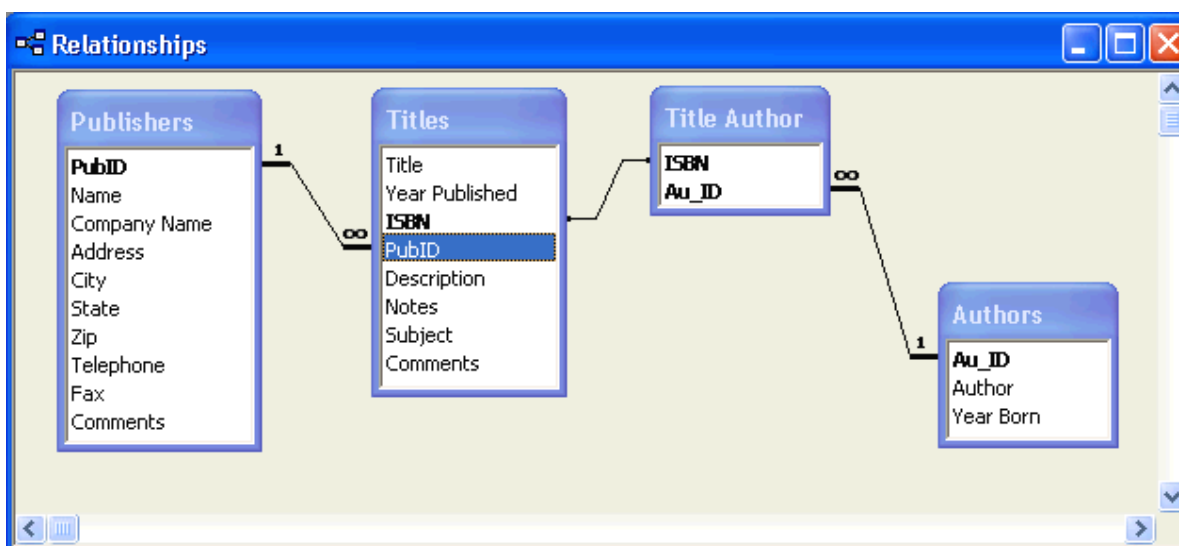 Relationships
Publishers
PubID
Name
Company Name
Address
City
State
Zip
Telephone
Fax
Comments
1
∞
Titles
Title
Year Published
ISBN
PubID
Description
Notes
Subject
Comments
Title Author
ISBN
Au_ID
∞
1
Authors
Au_ID
Author
Year Born